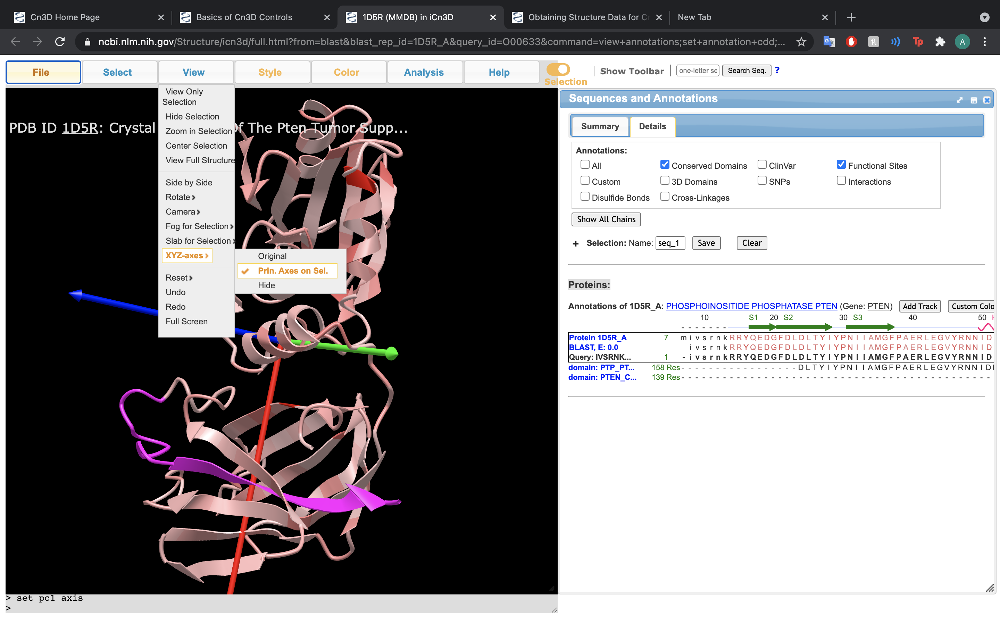 Cn3D Home Page
Basics of Cn3D Controls
1D5R (MMDB) in iCn3D
Obtaining Structure Data for Cn
New Tab
ncbi.nlm.nih.gov/Structure/icn3d/full.html?from=blast&blast_rep_id=1D5R_A&query_id=O00633&command=view+annotations;set+annotation+cdd;...
A
File
Select
View
Style
Color
Analysis
Help
Selection
Show Toolbar
one-letter se
Search Seq.
?
View Only
Selection
Hide Selection
Zoom in Selection
Center Selection
View Full Structure
Side by Side
Rotate
Camera
Fog for Selection
Slab for Selection
XYZ-axes
Reset
Undo
Redo
Full Screen
Original
Prin. Axes on Sel.
Hide
PDB ID 1D5R: Crystal Of The Pten Tumor Supp...
> set pc1 axis
>
Sequences and Annotations
Summary
Details
Annotations:
All
Conserved Domains
ClinVar
Functional Sites
Custom
3D Domains
SNPs
Interactions
Disulfide Bonds
Cross-Linkages
Show All Chains
+ Selection: Name: seq_1 Save Clear
Proteins:
Annotations of 1D5R_A: PHOSPHOINOSITIDE PHOSPHATASE PTEN (Gene: PTEN) Add Track Custom Colo
10 S1 20 S2 30 S3 40 50
Protein 1D5R_A 7 mivsrnkRRYQEDGFDLDLTYIYPNIIAMGFPAERLEGVYRNNID
BLAST, E: 0.0 ivsrnkRRYQEDGFDLDLTYIYPNIIAMGFPAERLEGVYRNNID
Query: IVSRNK... 1 -ivsrnkRRYQEDGFDLDLTYIYPNIIAMGFPAERLEGVYRNNID
domain: PTP_PT... 158 Res -----------------DLTYIYPNIIAMGFPAERLEGVYRNNID
domain: PTEN_C... 139 Res ---------------------------------------------